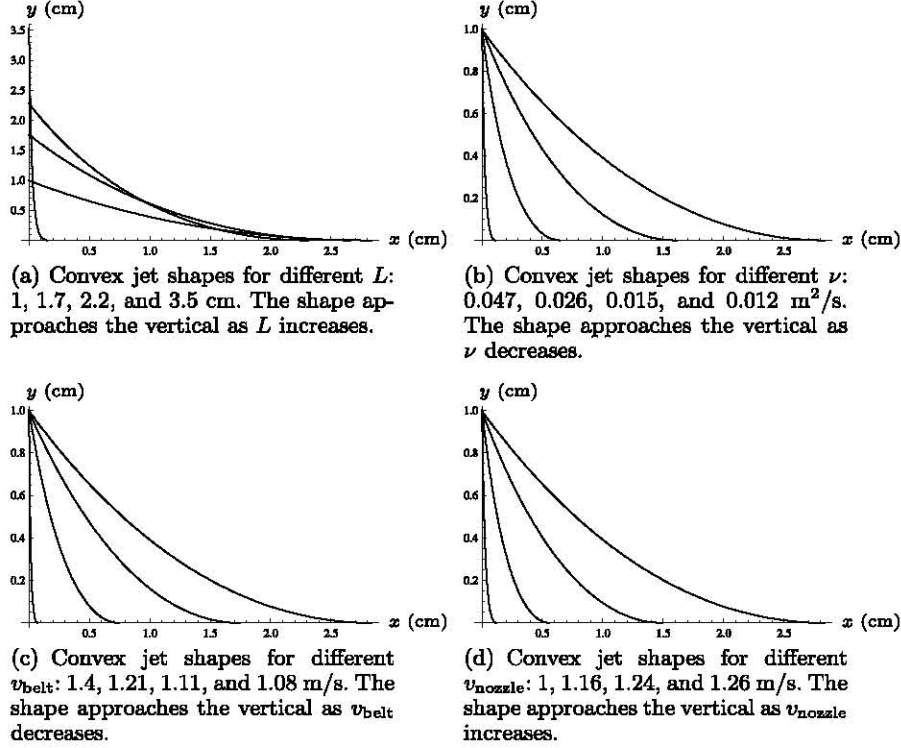 y (cm)
3.5
3.0
2.5
2.0
1.5
1.0
0.5
0.5 1.0 1.5 2.0 2.5 x (cm)
(a) Convex jet shapes for different L:
1, 1.7, 2.2, and 3.5 cm. The shape ap-
proaches the vertical as L increases.
y (cm)
1.0
0.8
0.6
0.4
0.2
0.5 1.0 1.5 2.0 2.5 x (cm)
(b) Convex jet shapes for different ν:
0.047, 0.026, 0.015, and 0.012 m²/s.
The shape approaches the vertical as
ν decreases.
y (cm)
1.0
0.8
0.6
0.4
0.2
0.5 1.0 1.5 2.0 2.5 x (cm)
(c) Convex jet shapes for different
v_belt: 1.4, 1.21, 1.11, and 1.08 m/s. The
shape approaches the vertical as v_belt
decreases.
y (cm)
1.0
0.8
0.6
0.4
0.2
0.5 1.0 1.5 2.0 2.5 x (cm)
(d) Convex jet shapes for different
v_nozzle: 1, 1.16, 1.24, and 1.26 m/s. The
shape approaches the vertical as v_nozzle
increases.